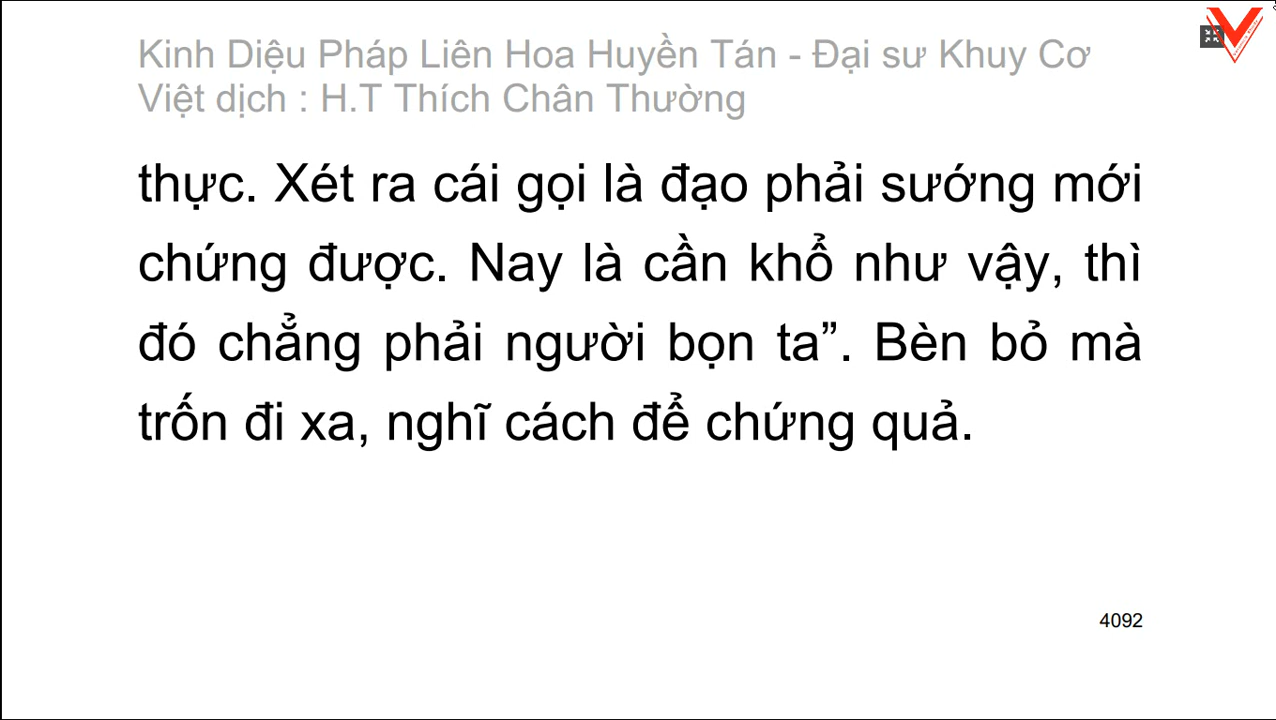 Kinh Diệu Pháp Liên Hoa Huyền Tán - Đại sư Khuy Cơ
Việt dịch : H.T Thích Chân Thường
thực. Xét ra cái gọi là đạo phải sướng mới
chứng được. Nay là cần khổ như vậy, thì
đó chẳng phải người bọn ta”. Bèn bỏ mà
trốn đi xa, nghĩ cách để chứng quả.
4092